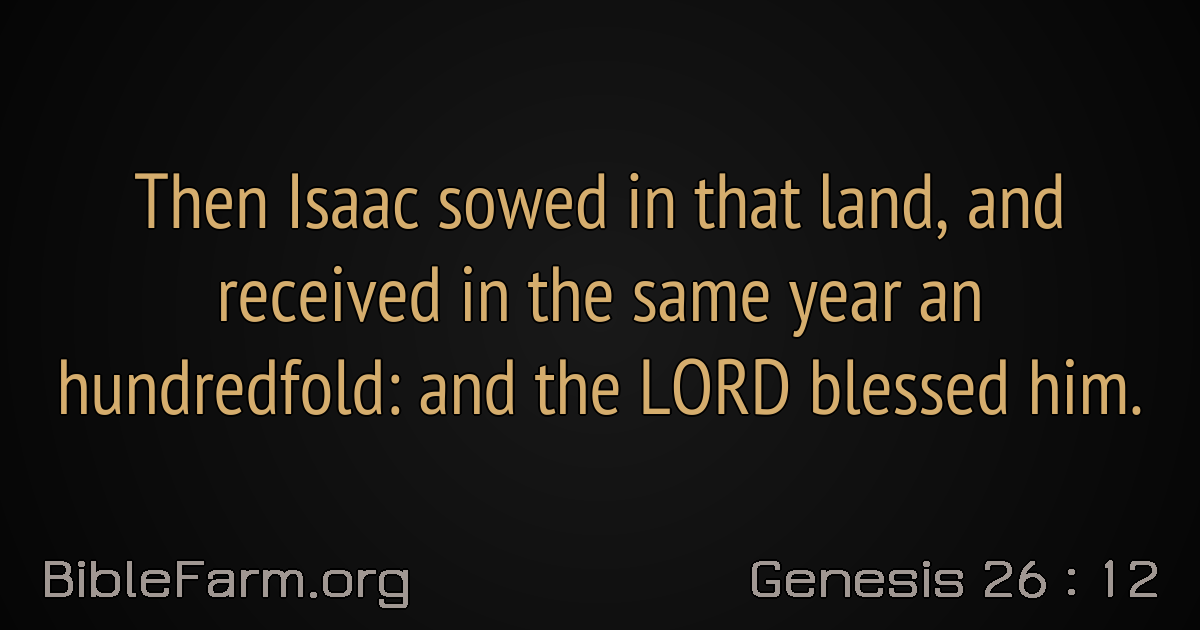 Then Isaac sowed in that land, and
received in the same year an
hundredfold: and the LORD blessed him.
BibleFarm.org
Genesis 26 : 12